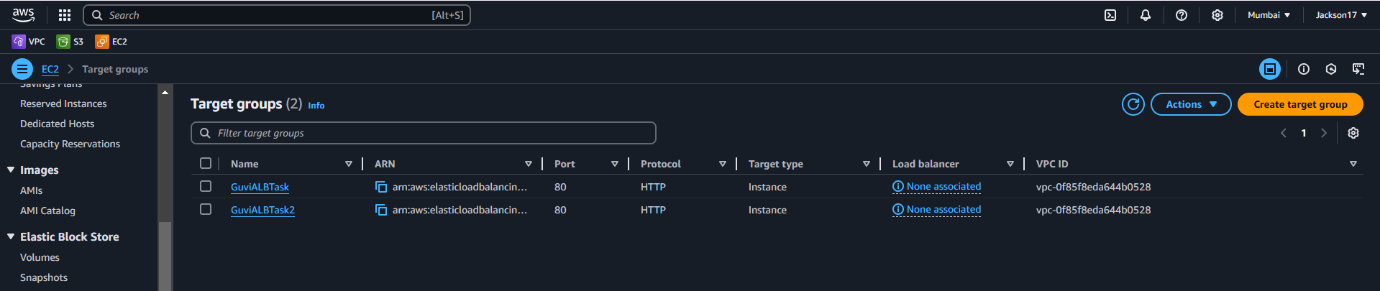 aws Search [Alt+S] Mumbai Jackson17
VPC S3 EC2
EC2 > Target groups
Savings Plans
Reserved Instances
Dedicated Hosts
Capacity Reservations
Images
AMIs
AMI Catalog
Elastic Block Store
Volumes
Snapshots
Target groups (2) Info Actions Create target group
Filter target groups
1
Name ARN Port Protocol Target type Load balancer VPC ID
GuviALBTask arn:aws:elasticloadbalancin... 80 HTTP Instance None associated vpc-0f85f8eda644b0528
GuviALBTask2 arn:aws:elasticloadbalancin... 80 HTTP Instance None associated vpc-0f85f8eda644b0528